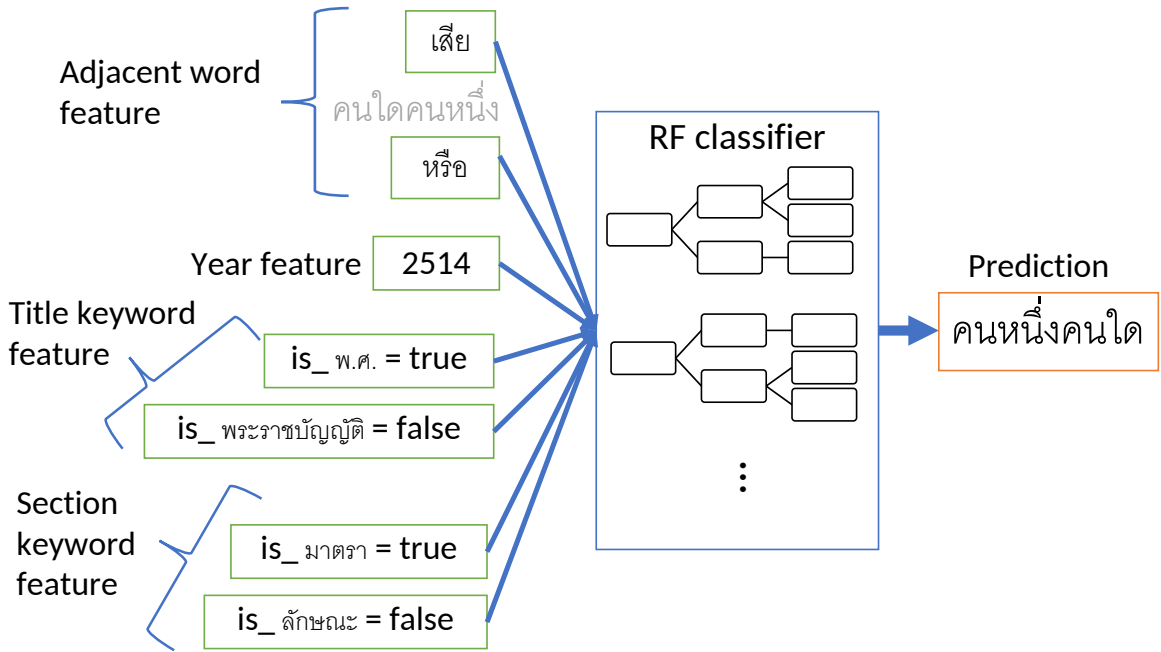 Adjacent word
feature
เสีย
คนใดคนหนึ่ง
หรือ
Year feature
2514
Title keyword
feature
is_ พ.ศ. = true
is_ พระราชบัญญัติ = false
Section
keyword
feature
is_ มาตรา = true
is_ ลักษณะ = false
RF classifier
Prediction
คนหนึ่งคนใด